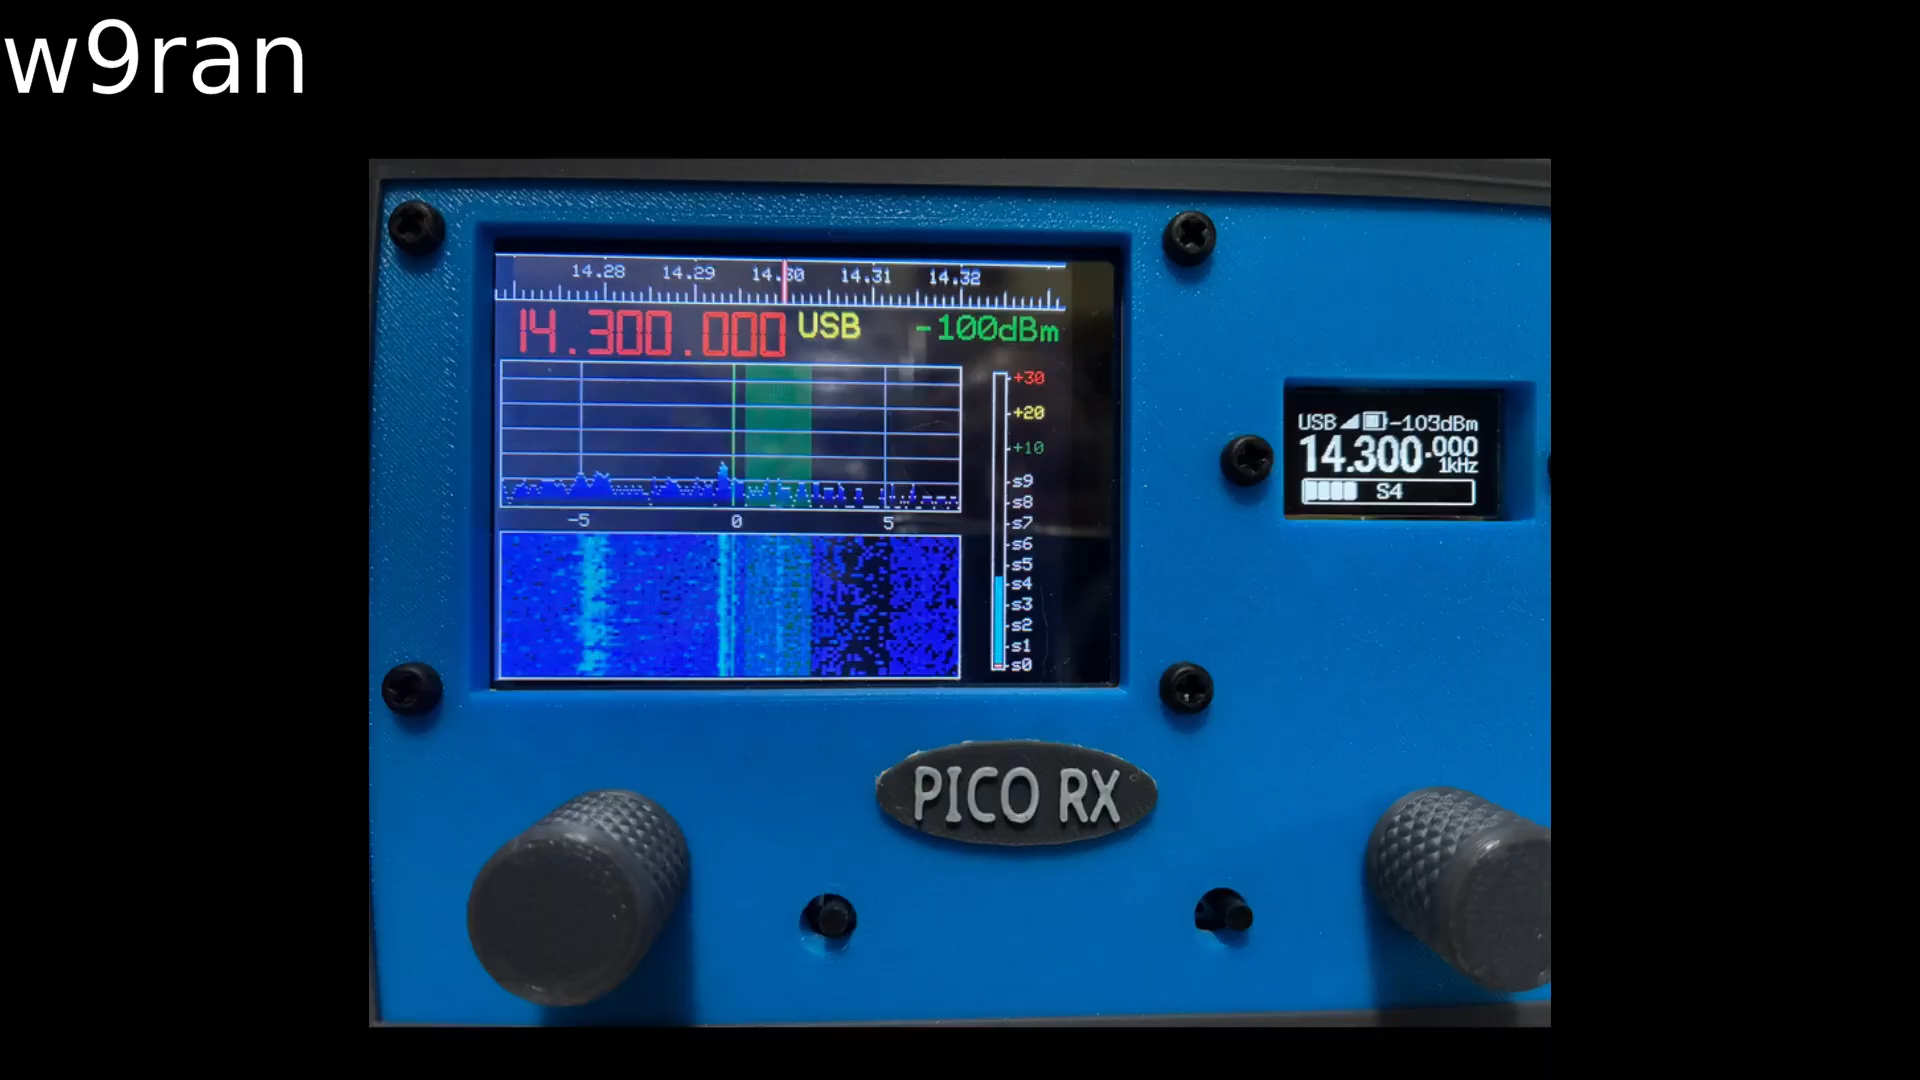 w9ran
14.28 14.29 14.30 14.31 14.32
14.300.000 USB -100dBm
+30
+20
+10
s9
s8
s7
s6
s5
s4
s3
s2
s1
s0
-5 0 5
USB -103dBm
14.300.000
1kHz
S4
PICO RX